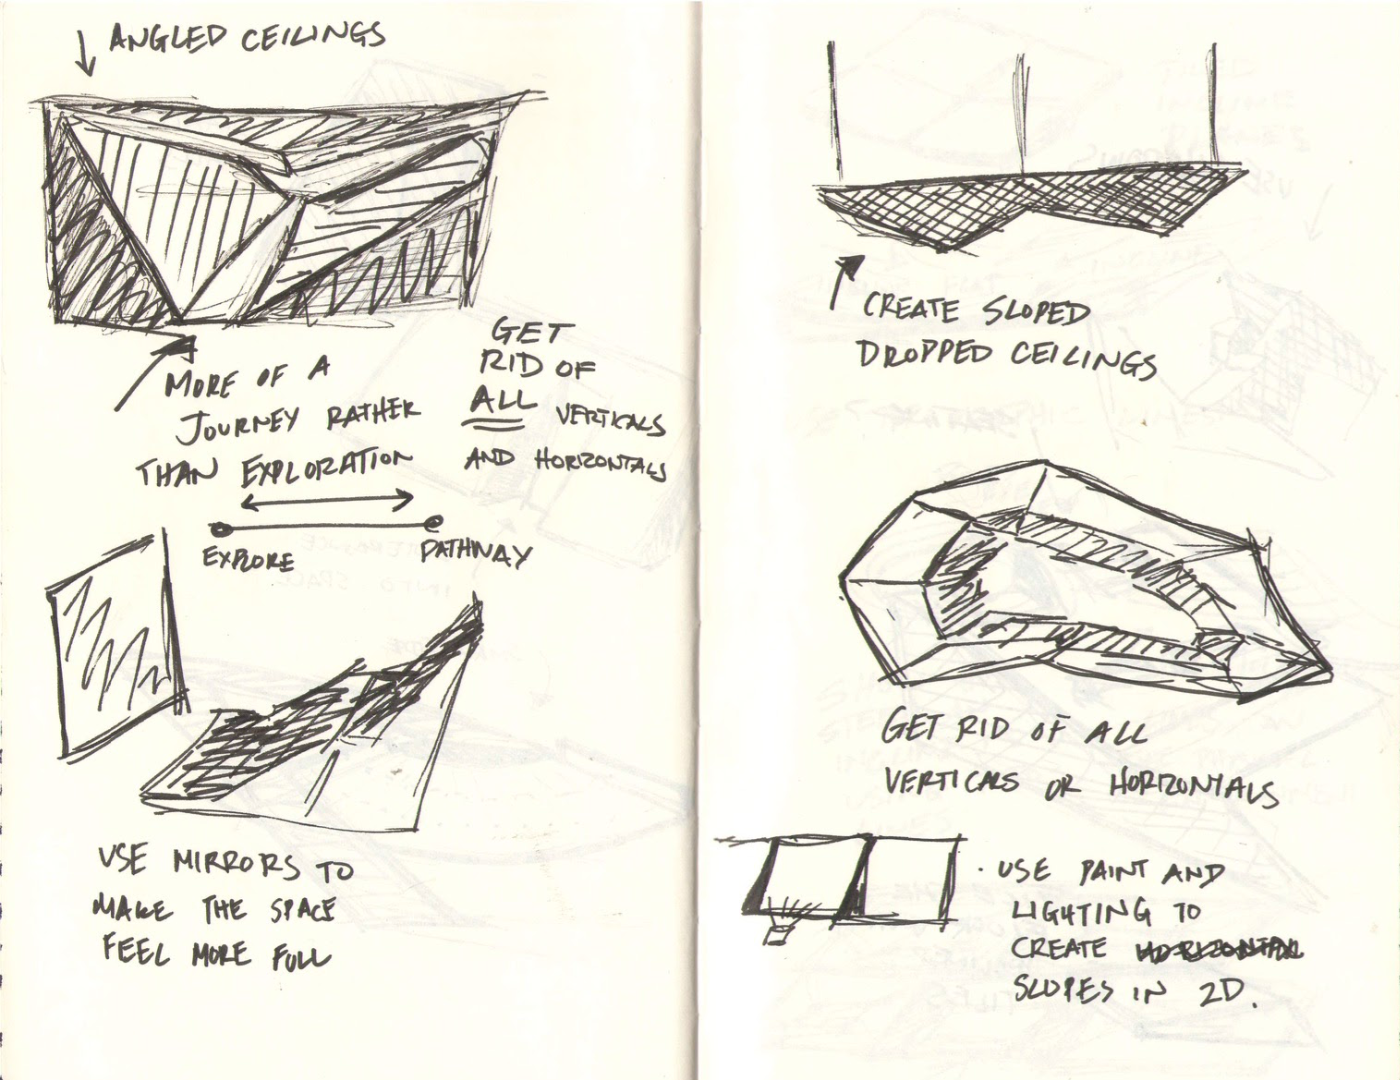 ANGLED CEILINGS
MORE OF A
JOURNEY RATHER
THAN EXPLORATION
GET
RID OF
ALL VERTICALS
AND HORIZONTALS
EXPLORE PATHWAY
USE MIRRORS TO
MAKE THE SPACE
FEEL MORE FULL
CREATE SLOPED
DROPPED CEILINGS
GET RID OF ALL
VERTICALS OR HORIZONTALS
· USE PAINT AND
LIGHTING TO
CREATE
SLOPES IN 2D.